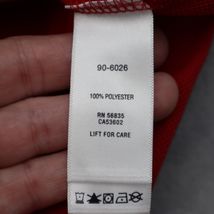 90-6026
100% POLYESTER
RN 56835
CA53602
LIFT FOR CARE